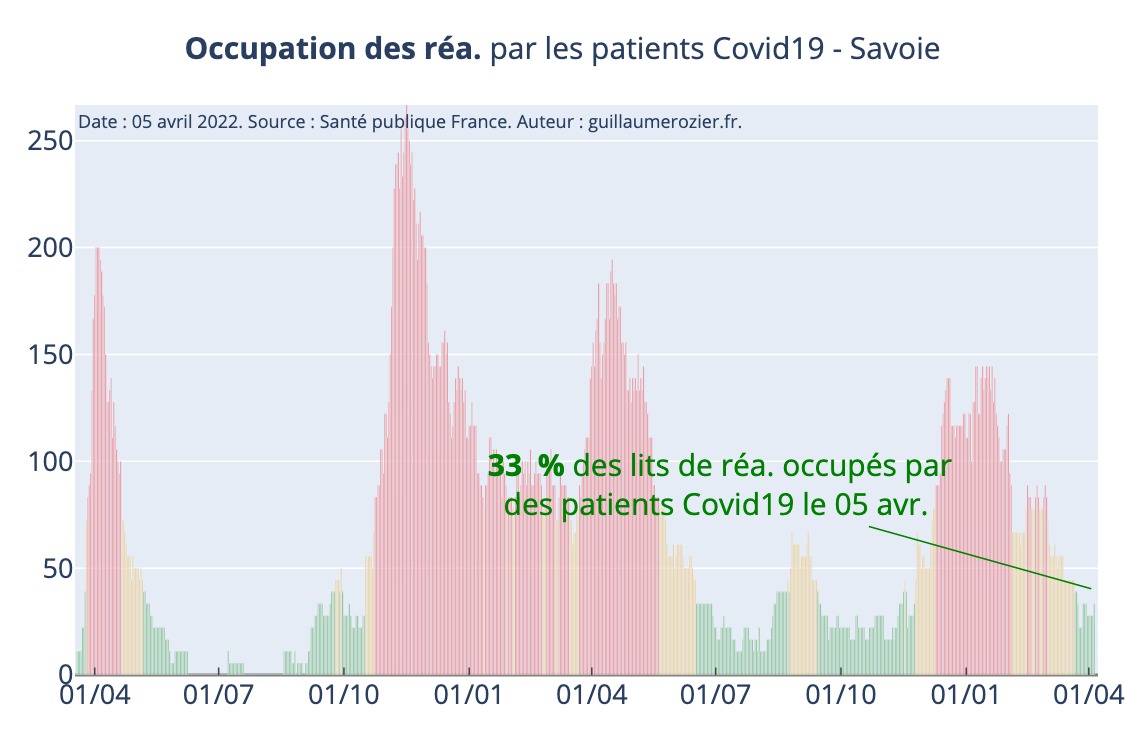 Occupation des réa. par les patients Covid19 - Savoie
Date : 05 avril 2022. Source : Santé publique France. Auteur : guillaumerozier.fr.
250
200
150
100
50
0
33 % des lits de réa. occupés par
des patients Covid19 le 05 avr.
01/04 01/07 01/10 01/01 01/04 01/07 01/10 01/01 01/04